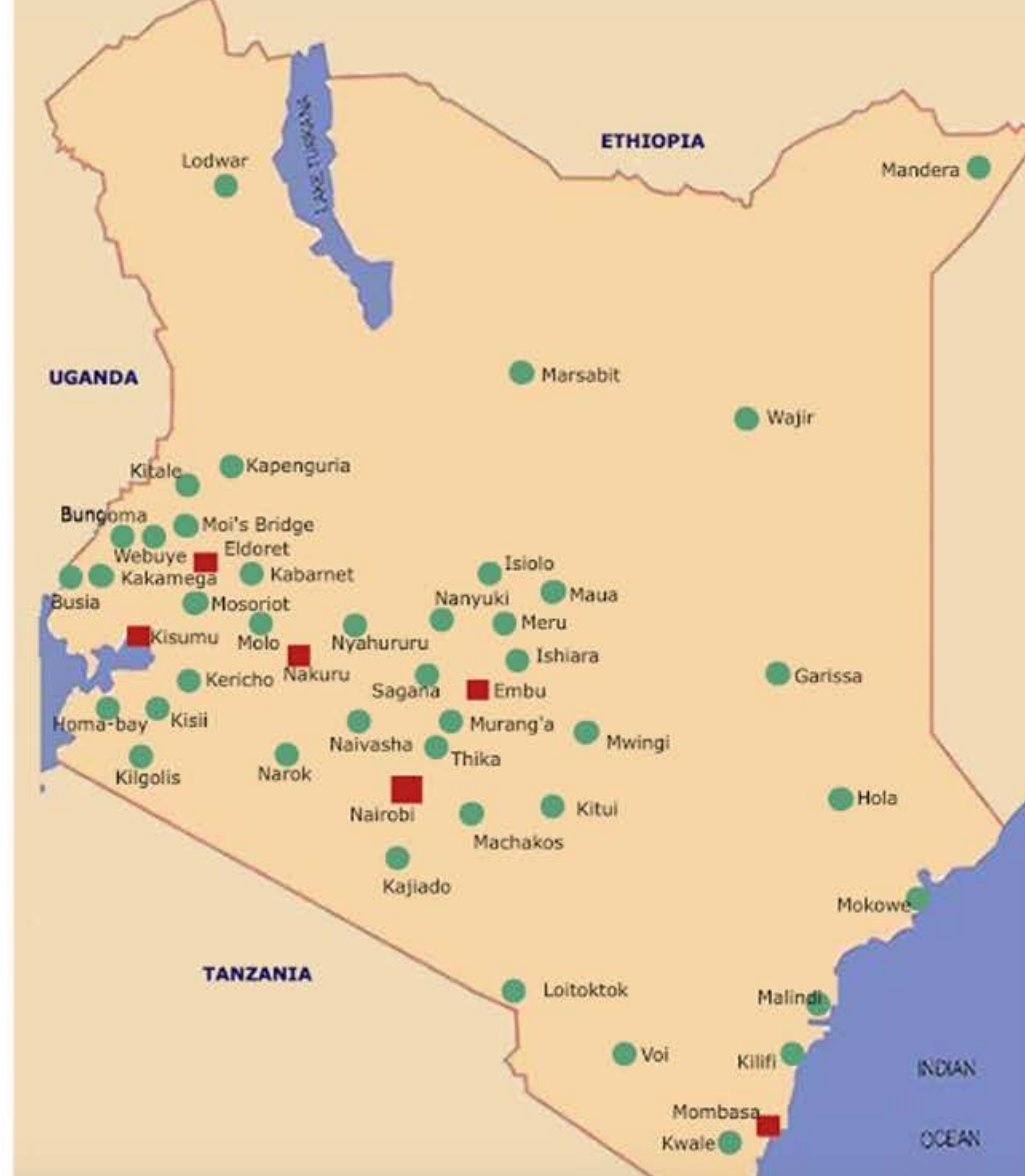 ETHIOPIA
Lodwar
Mandera
LAKE TURKANA
UGANDA
Marsabit
Wajir
Kitale
Kapenguria
Bungoma
Moi's Bridge
Webuye
Eldoret
Isiolo
Kakamega
Kabarnet
Maua
Busia
Mosoriot
Nanyuki
Meru
Kisumu
Molo
Nyahururu
Ishiara
Nakuru
Kericho
Sagana
Embu
Garissa
Homa-bay
Kisii
Murang'a
Naivasha
Mwingi
Kilgolis
Narok
Thika
Hola
Nairobi
Kitui
Machakos
Kajiado
Mokowe
TANZANIA
Loitoktok
Malindi
Voi
Kilifi
INDIAN
Mombasa
Kwale
OCEAN